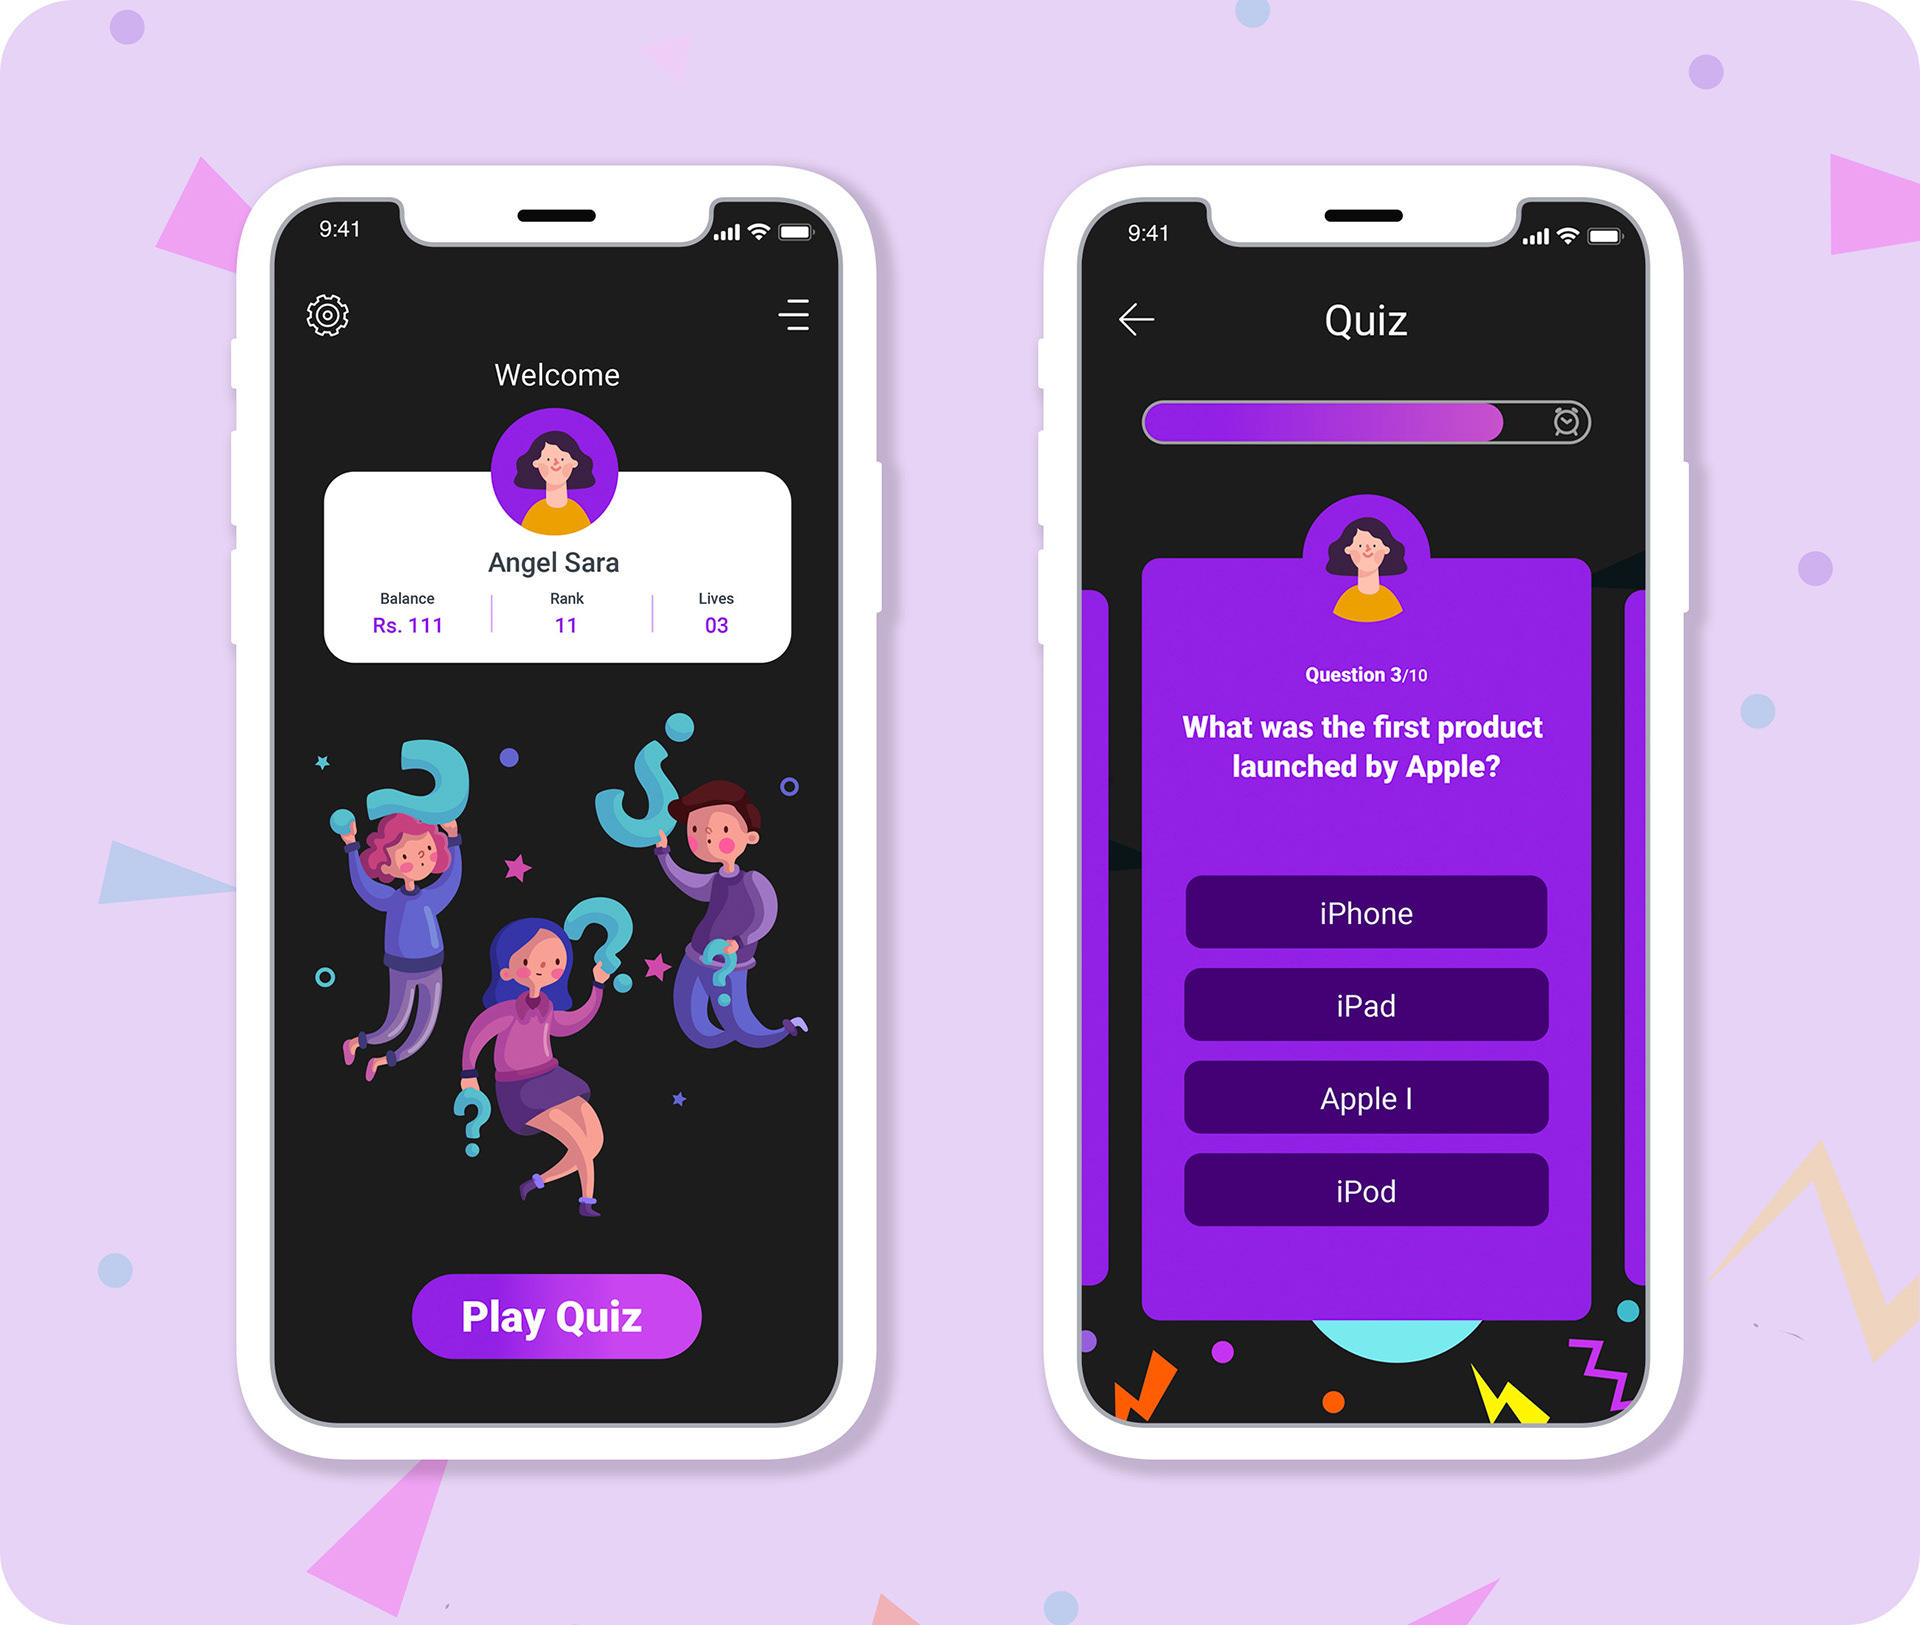 9:41
Welcome
Angel Sara
Balance Rank Lives
Rs. 111 11 03
Play Quiz
9:41
Quiz
Question 3/10
What was the first product
launched by Apple?
iPhone
iPad
Apple I
iPod